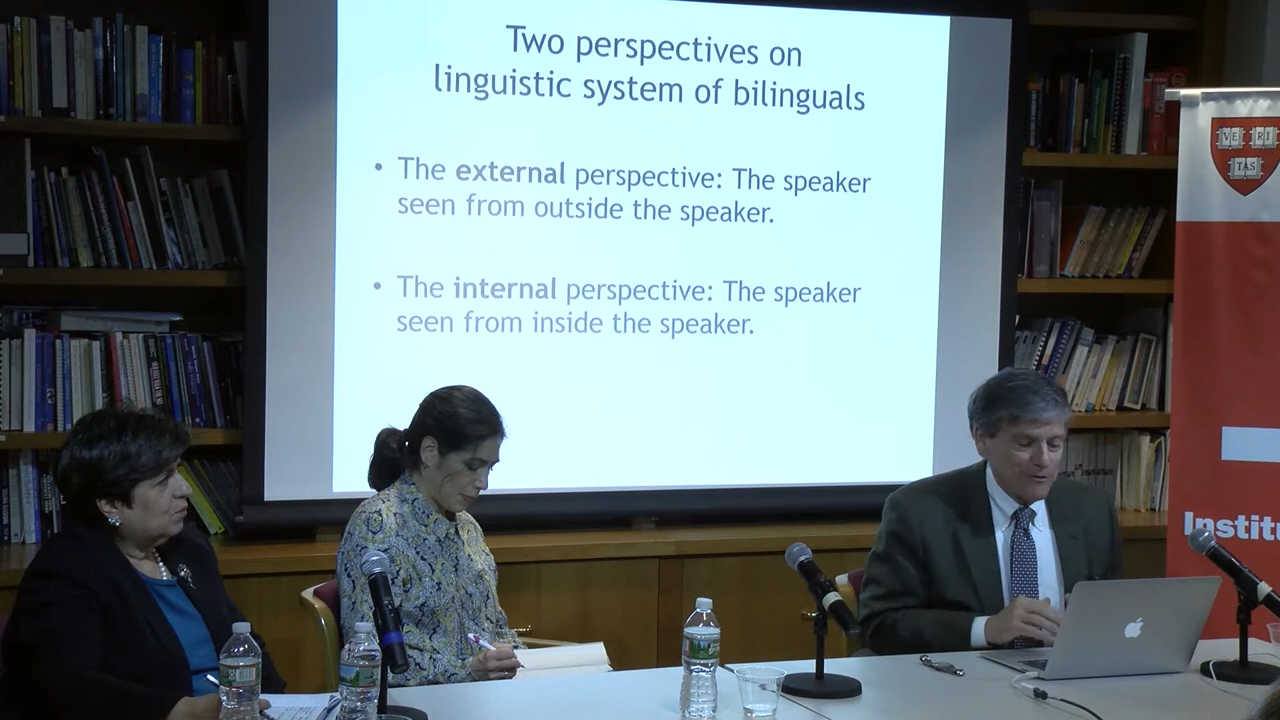 Two perspectives on
linguistic system of bilinguals
• The external perspective: The speaker
seen from outside the speaker.
• The internal perspective: The speaker
seen from inside the speaker.
VE RI
TAS
Institu